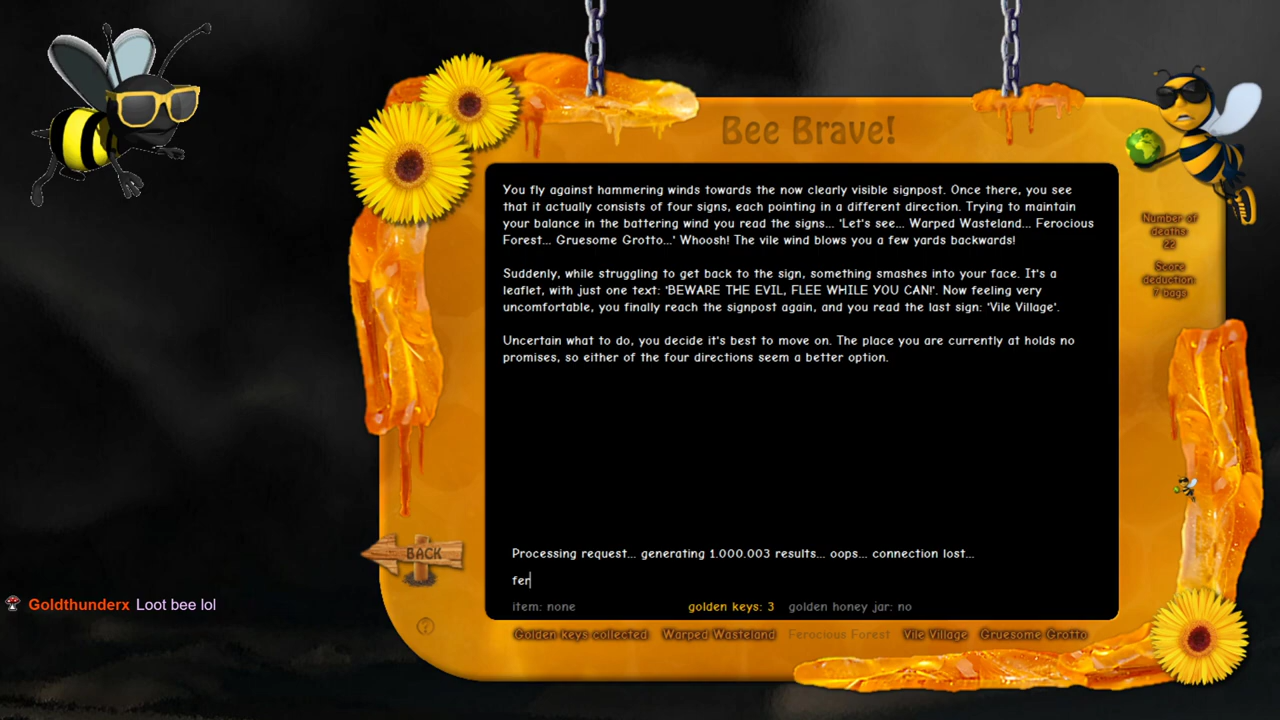 Bee Brave!
You fly against hammering winds towards the now clearly visible signpost. Once there, you see
that it actually consists of four signs, each pointing in a different direction. Trying to maintain
your balance in the battering wind you read the signs... 'Let's see... Warped Wasteland... Ferocious
Forest... Gruesome Grotto...' Whoosh! The vile wind blows you a few yards backwards!
Suddenly, while struggling to get back to the sign, something smashes into your face. It's a
leaflet, with just one text: 'BEWARE THE EVIL, FLEE WHILE YOU CAN!'. Now feeling very
uncomfortable, you finally reach the signpost again, and you read the last sign: 'Vile Village'.
Uncertain what to do, you decide it's best to move on. The place you are currently at holds no
promises, so either of the four directions seem a better option.
Processing request... generating 1.000.003 results... oops... connection lost...
fer
item: none golden keys: 3 golden honey jar: no
Golden keys collected Warped Wasteland Ferocious Forest Vile Village Gruesome Grotto
Number of
deaths:
22
Score
deduction:
7 bags
BACK
?
Goldthunderx Loot bee lol